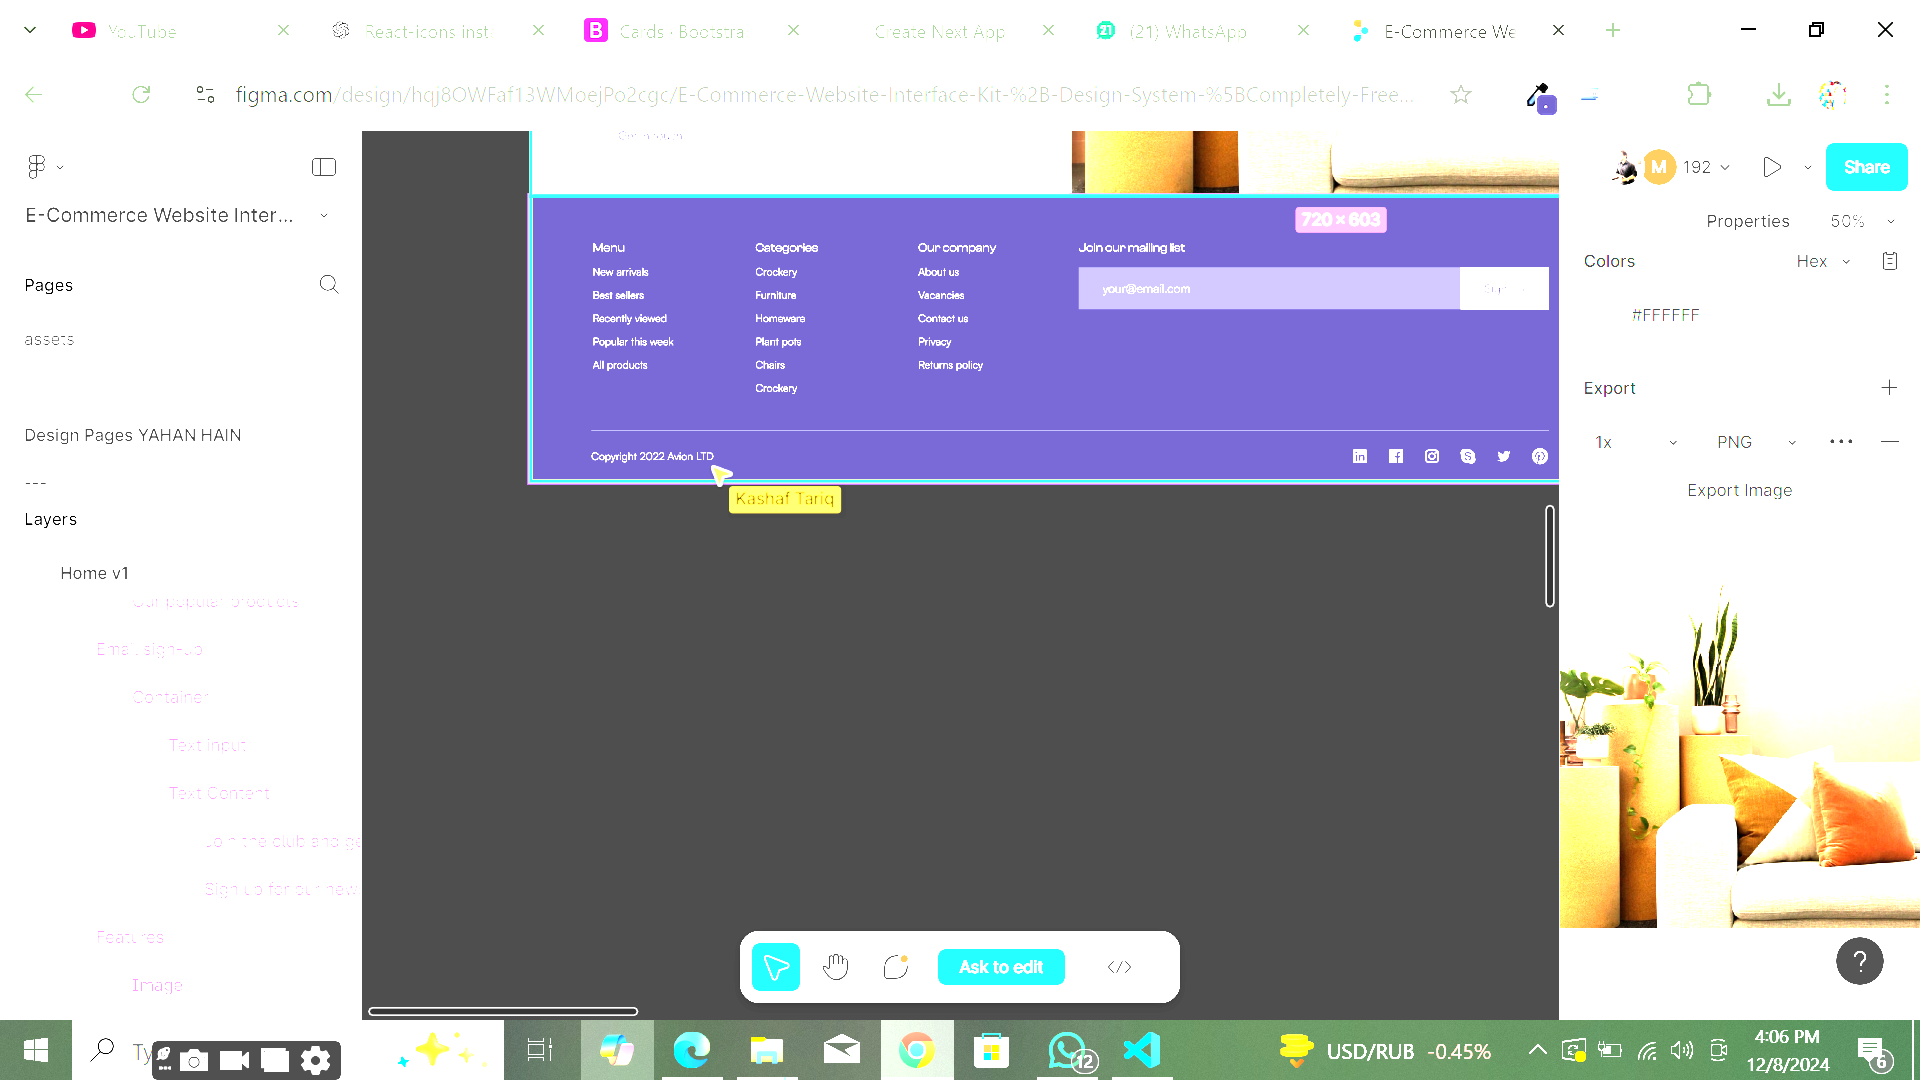 YouTube
React-icons inst
Cards · Bootstra
Create New App
(21) WhatsApp
E-Commerce We
figma.com/design/hqj8OWFaf13WMoejPo2cgc/E-Commerce-Website-Interface-Kit-%2B-Design-System-%5BCompletely-Free...
E-Commerce Website Inter...
Pages
assets
Design Pages YAHAN HAIN
---
Layers
Home v1
Our popular products
Email sign-up
Container
Text input
Text Content
Join the club and ge
Sign up for our new
Features
Image
720 × 603
Menu
New arrivals
Best sellers
Recently viewed
Popular this week
All products
Categories
Crockery
Furniture
Homeware
Plant pots
Chairs
Crockery
Our company
About us
Vacancies
Contact us
Privacy
Returns policy
Join our mailing list
your@email.com
Copyright 2022 Avion LTD
Kashaf Tariq
Ask to edit
M
192
Share
Properties
50%
Colors
Hex
#FFFFFF
Export
1x
PNG
Export Image
?
Ty
12
USD/RUB -0.45%
4:06 PM
12/8/2024
6